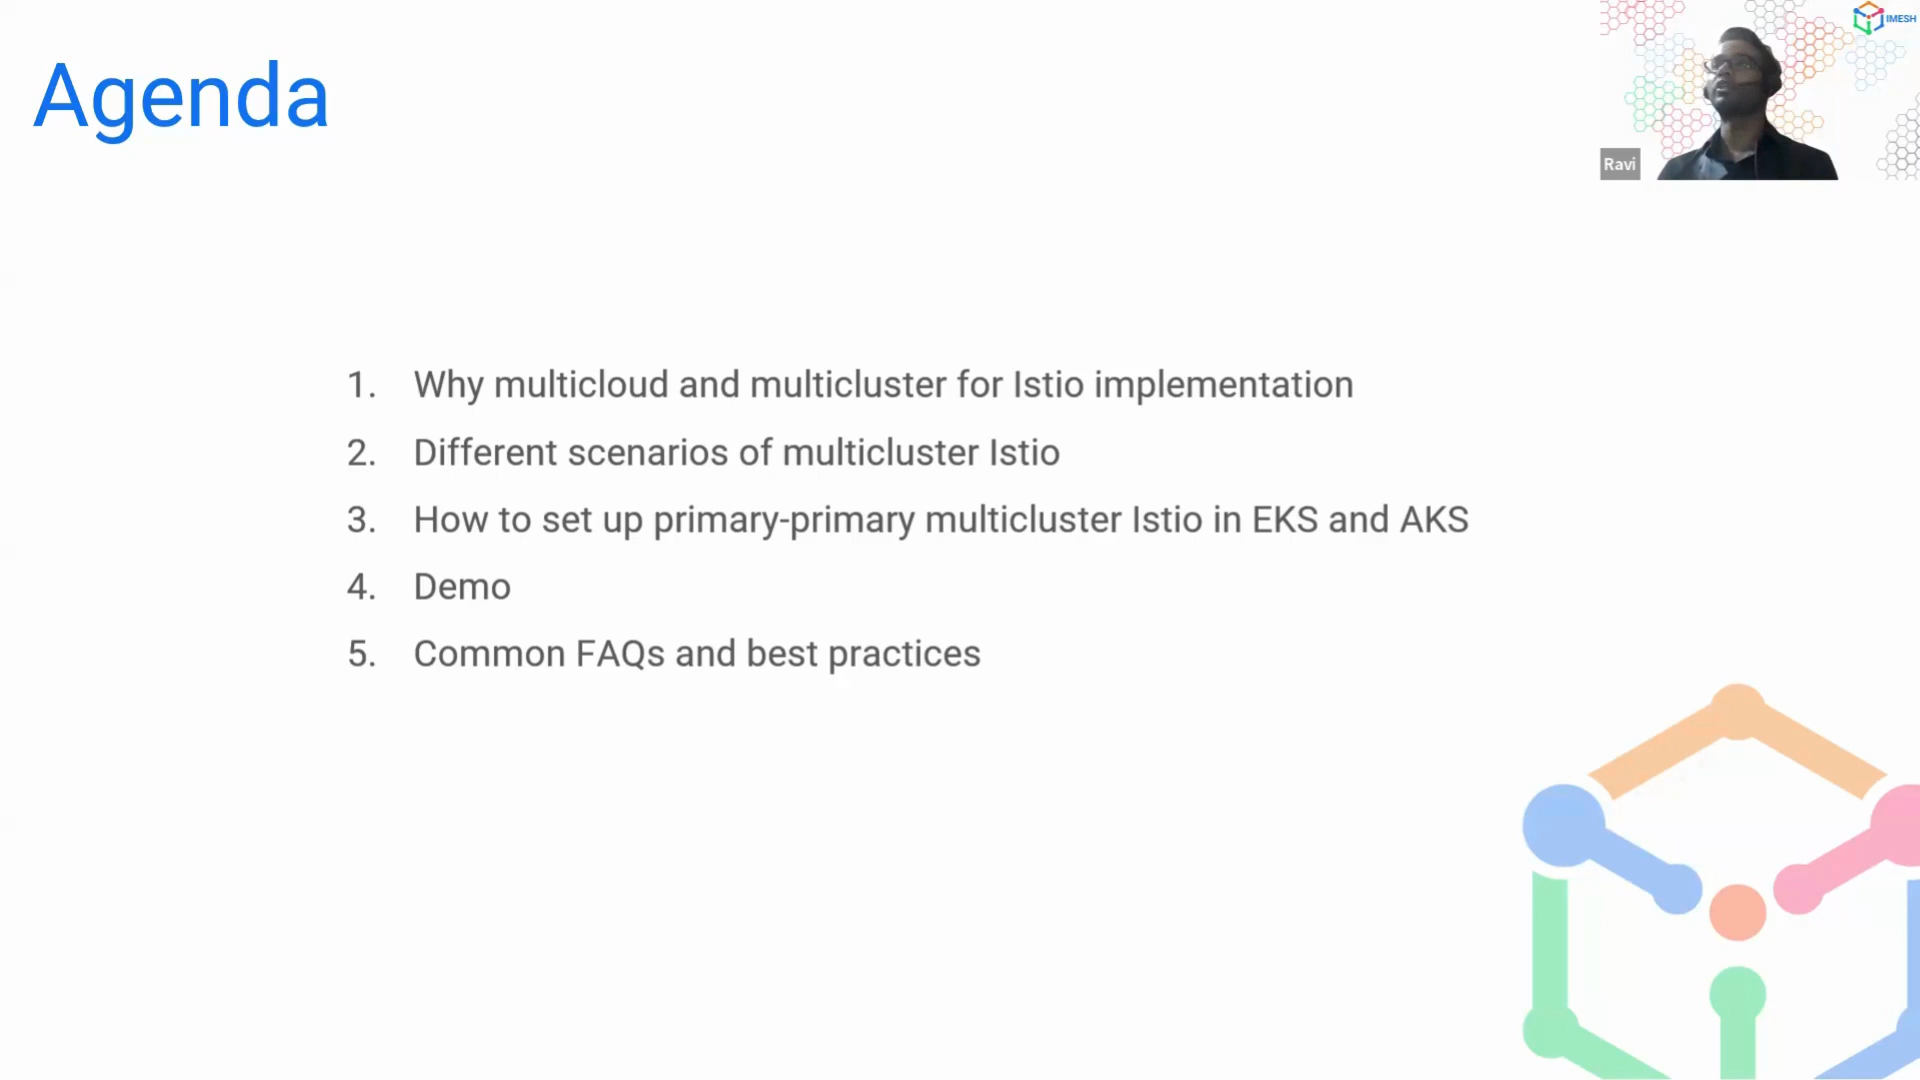 Agenda
IMESH
Ravi
1. Why multicloud and multicluster for Istio implementation
2. Different scenarios of multicluster Istio
3. How to set up primary-primary multicluster Istio in EKS and AKS
4. Demo
5. Common FAQs and best practices